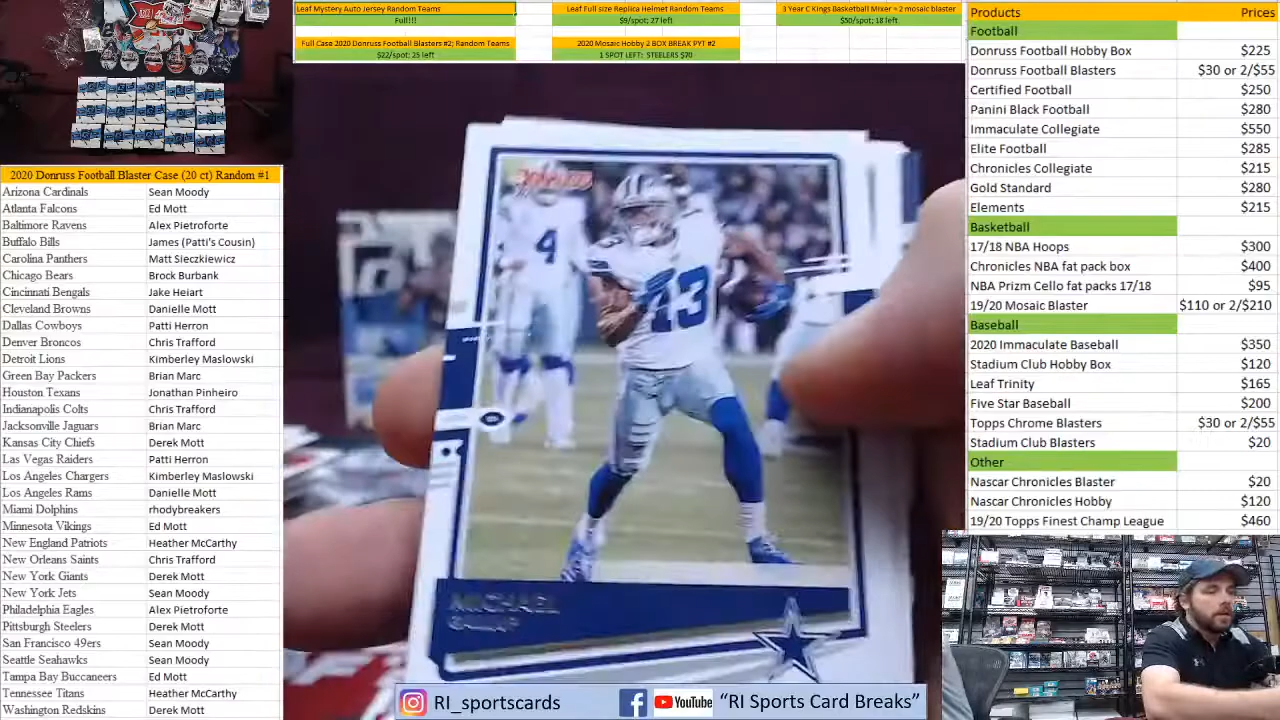 Leaf Mystery Auto Jersey Random Teams
Full!!!
Leaf Full size Replica Helmet Random Teams
$9/spot; 27 left
3 Year C Kings Basketball Mixer = 2 mosaic blaster
$50/spot; 18 left
Full Case 2020 Donruss Football Blasters #2; Random Teams
$22/spot; 25 left
2020 Mosaic Hobby 2 BOX BREAK PYT #2
1 SPOT LEFT: STEELERS $70
2020 Donruss Football Blaster Case (20 ct) Random #1
Arizona Cardinals Sean Moody
Atlanta Falcons Ed Mott
Baltimore Ravens Alex Pietroforte
Buffalo Bills James (Patti's Cousin)
Carolina Panthers Matt Sieczkiewicz
Chicago Bears Brock Burbank
Cincinnati Bengals Jake Heiart
Cleveland Browns Danielle Mott
Dallas Cowboys Patti Herron
Denver Broncos Chris Trafford
Detroit Lions Kimberley Maslowski
Green Bay Packers Brian Marc
Houston Texans Jonathan Pinheiro
Indianapolis Colts Chris Trafford
Jacksonville Jaguars Brian Marc
Kansas City Chiefs Derek Mott
Las Vegas Raiders Patti Herron
Los Angeles Chargers Kimberley Maslowski
Los Angeles Rams Danielle Mott
Miami Dolphins rhodybreakers
Minnesota Vikings Ed Mott
New England Patriots Heather McCarthy
New Orleans Saints Chris Trafford
New York Giants Derek Mott
New York Jets Sean Moody
Philadelphia Eagles Alex Pietroforte
Pittsburgh Steelers Derek Mott
San Francisco 49ers Sean Moody
Seattle Seahawks Sean Moody
Tampa Bay Buccaneers Ed Mott
Tennessee Titans Heather McCarthy
Washington Redskins Derek Mott
Donruss
4
13
MICHAEL
GALLUP
Products Prices
Football
Donruss Football Hobby Box $225
Donruss Football Blasters $30 or 2/$55
Certified Football $250
Panini Black Football $280
Immaculate Collegiate $550
Elite Football $285
Chronicles Collegiate $215
Gold Standard $280
Elements $215
Basketball
17/18 NBA Hoops $300
Chronicles NBA fat pack box $400
NBA Prizm Cello fat packs 17/18 $95
19/20 Mosaic Blaster $110 or 2/$210
Baseball
2020 Immaculate Baseball $350
Stadium Club Hobby Box $120
Leaf Trinity $165
Five Star Baseball $200
Topps Chrome Blasters $30 or 2/$55
Stadium Club Blasters $20
Other
Nascar Chronicles Blaster $20
Nascar Chronicles Hobby $120
19/20 Topps Finest Champ League $460
RI_sportscards
YouTube
"RI Sports Card Breaks"